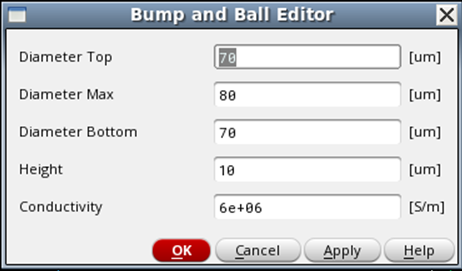 Bump and Ball Editor
Diameter Top 70 [um]
Diameter Max 80 [um]
Diameter Bottom 70 [um]
Height 10 [um]
Conductivity 6e+06 [S/m]
OK Cancel Apply Help